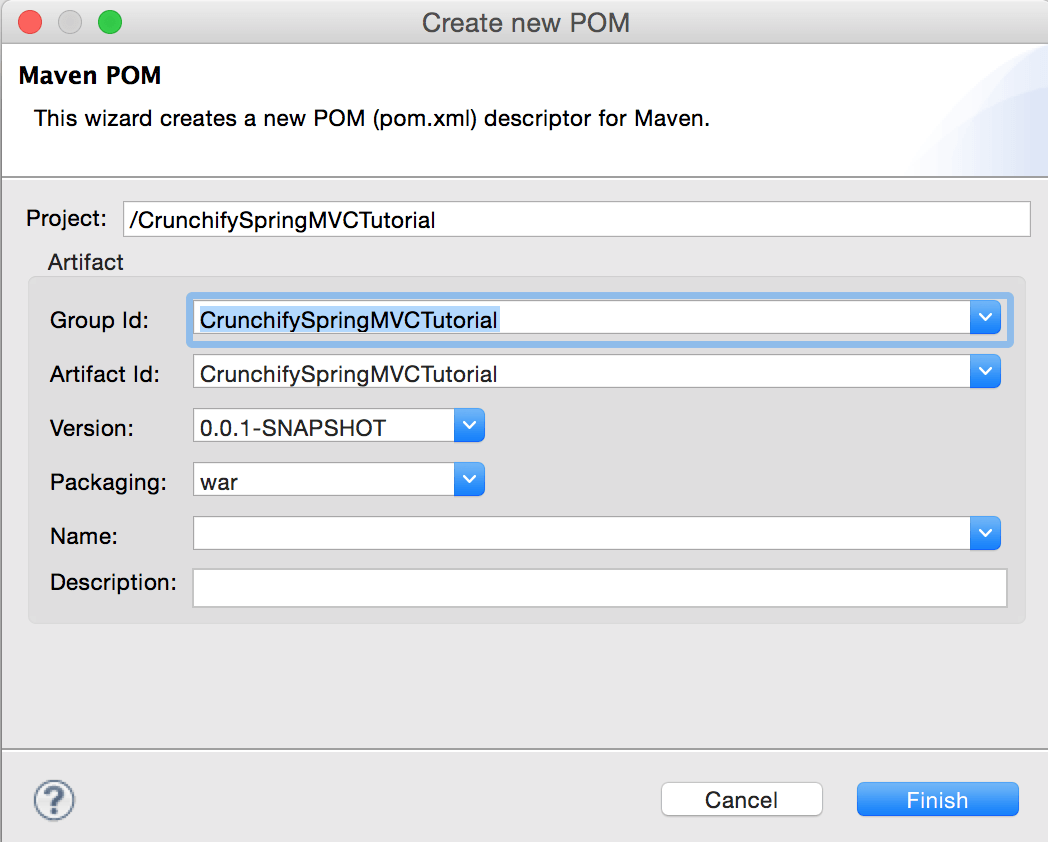 Create new POM
Maven POM
This wizard creates a new POM (pom.xml) descriptor for Maven.
Project: /CrunchifySpringMVCTutorial
Artifact
Group Id: CrunchifySpringMVCTutorial
Artifact Id: CrunchifySpringMVCTutorial
Version: 0.0.1-SNAPSHOT
Packaging: war
Name:
Description:
? Cancel Finish